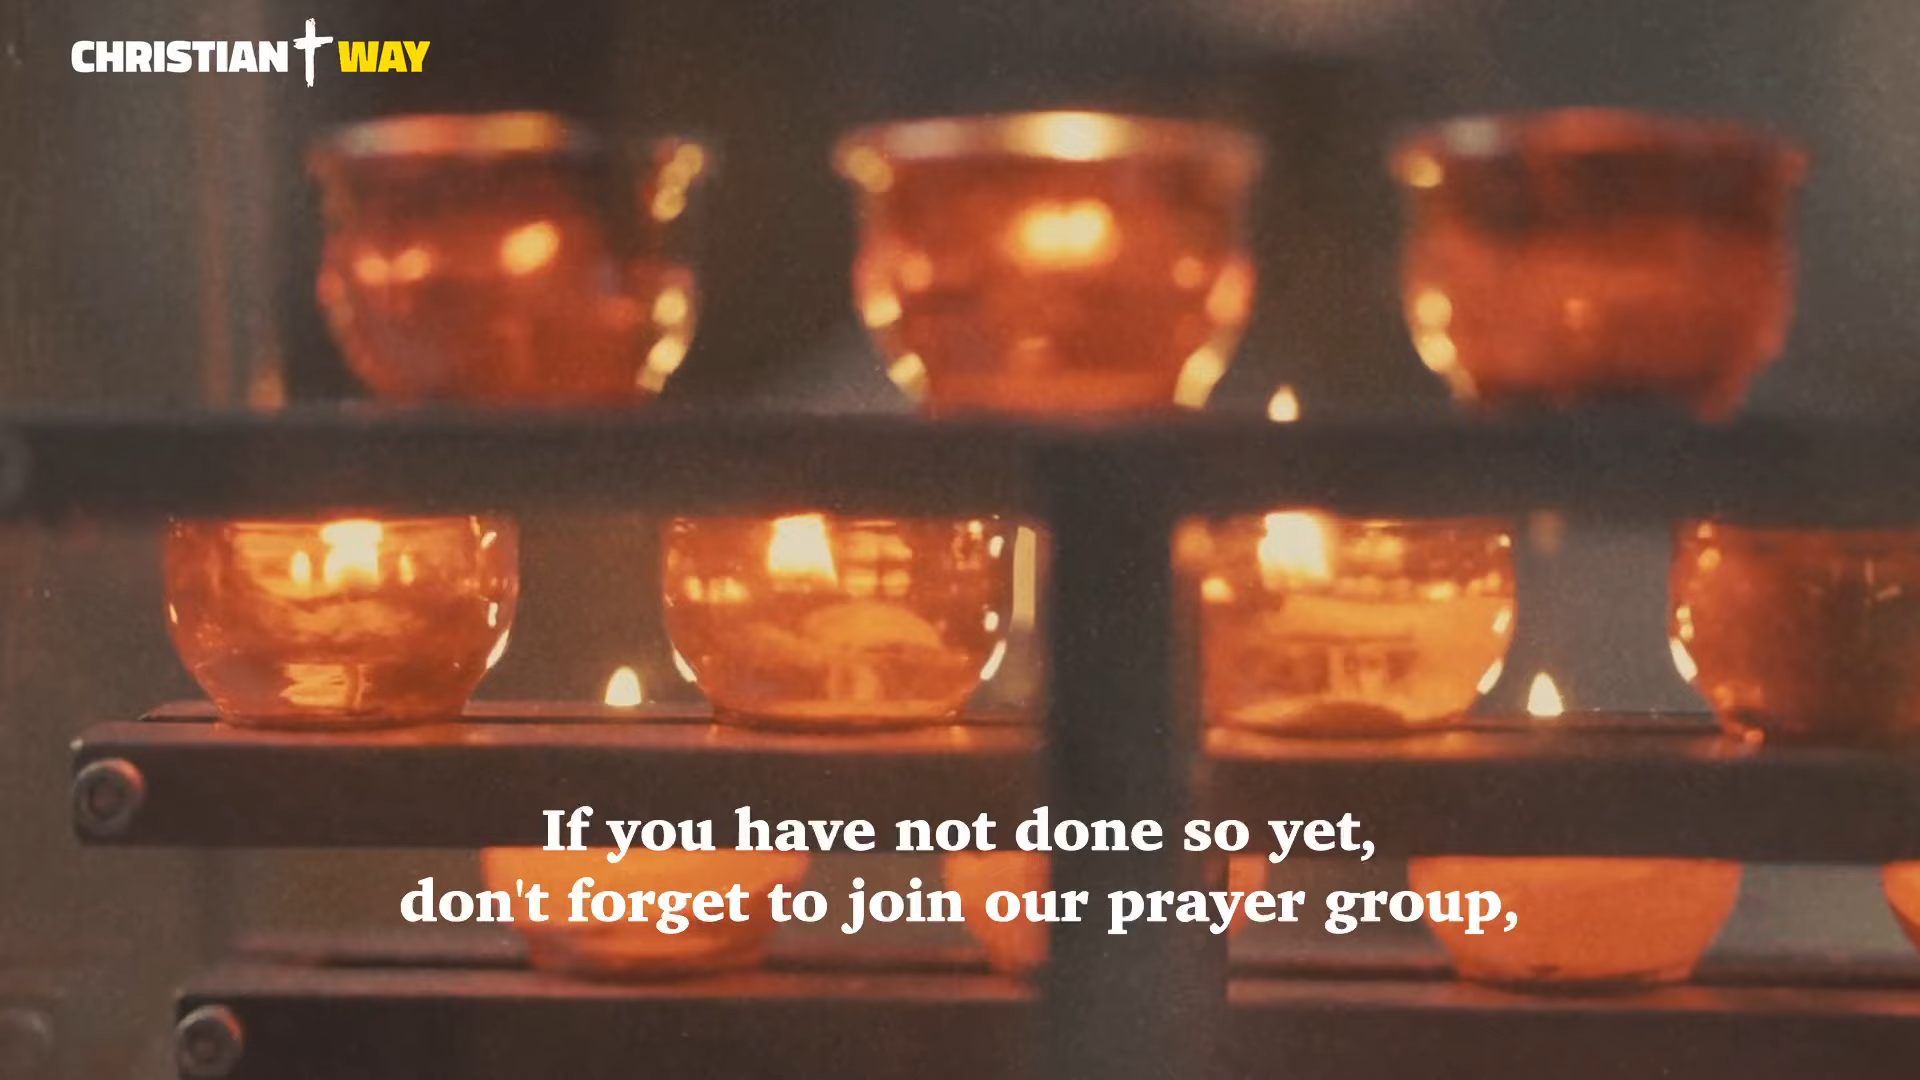 CHRISTIAN WAY
If you have not done so yet,
don't forget to join our prayer group,